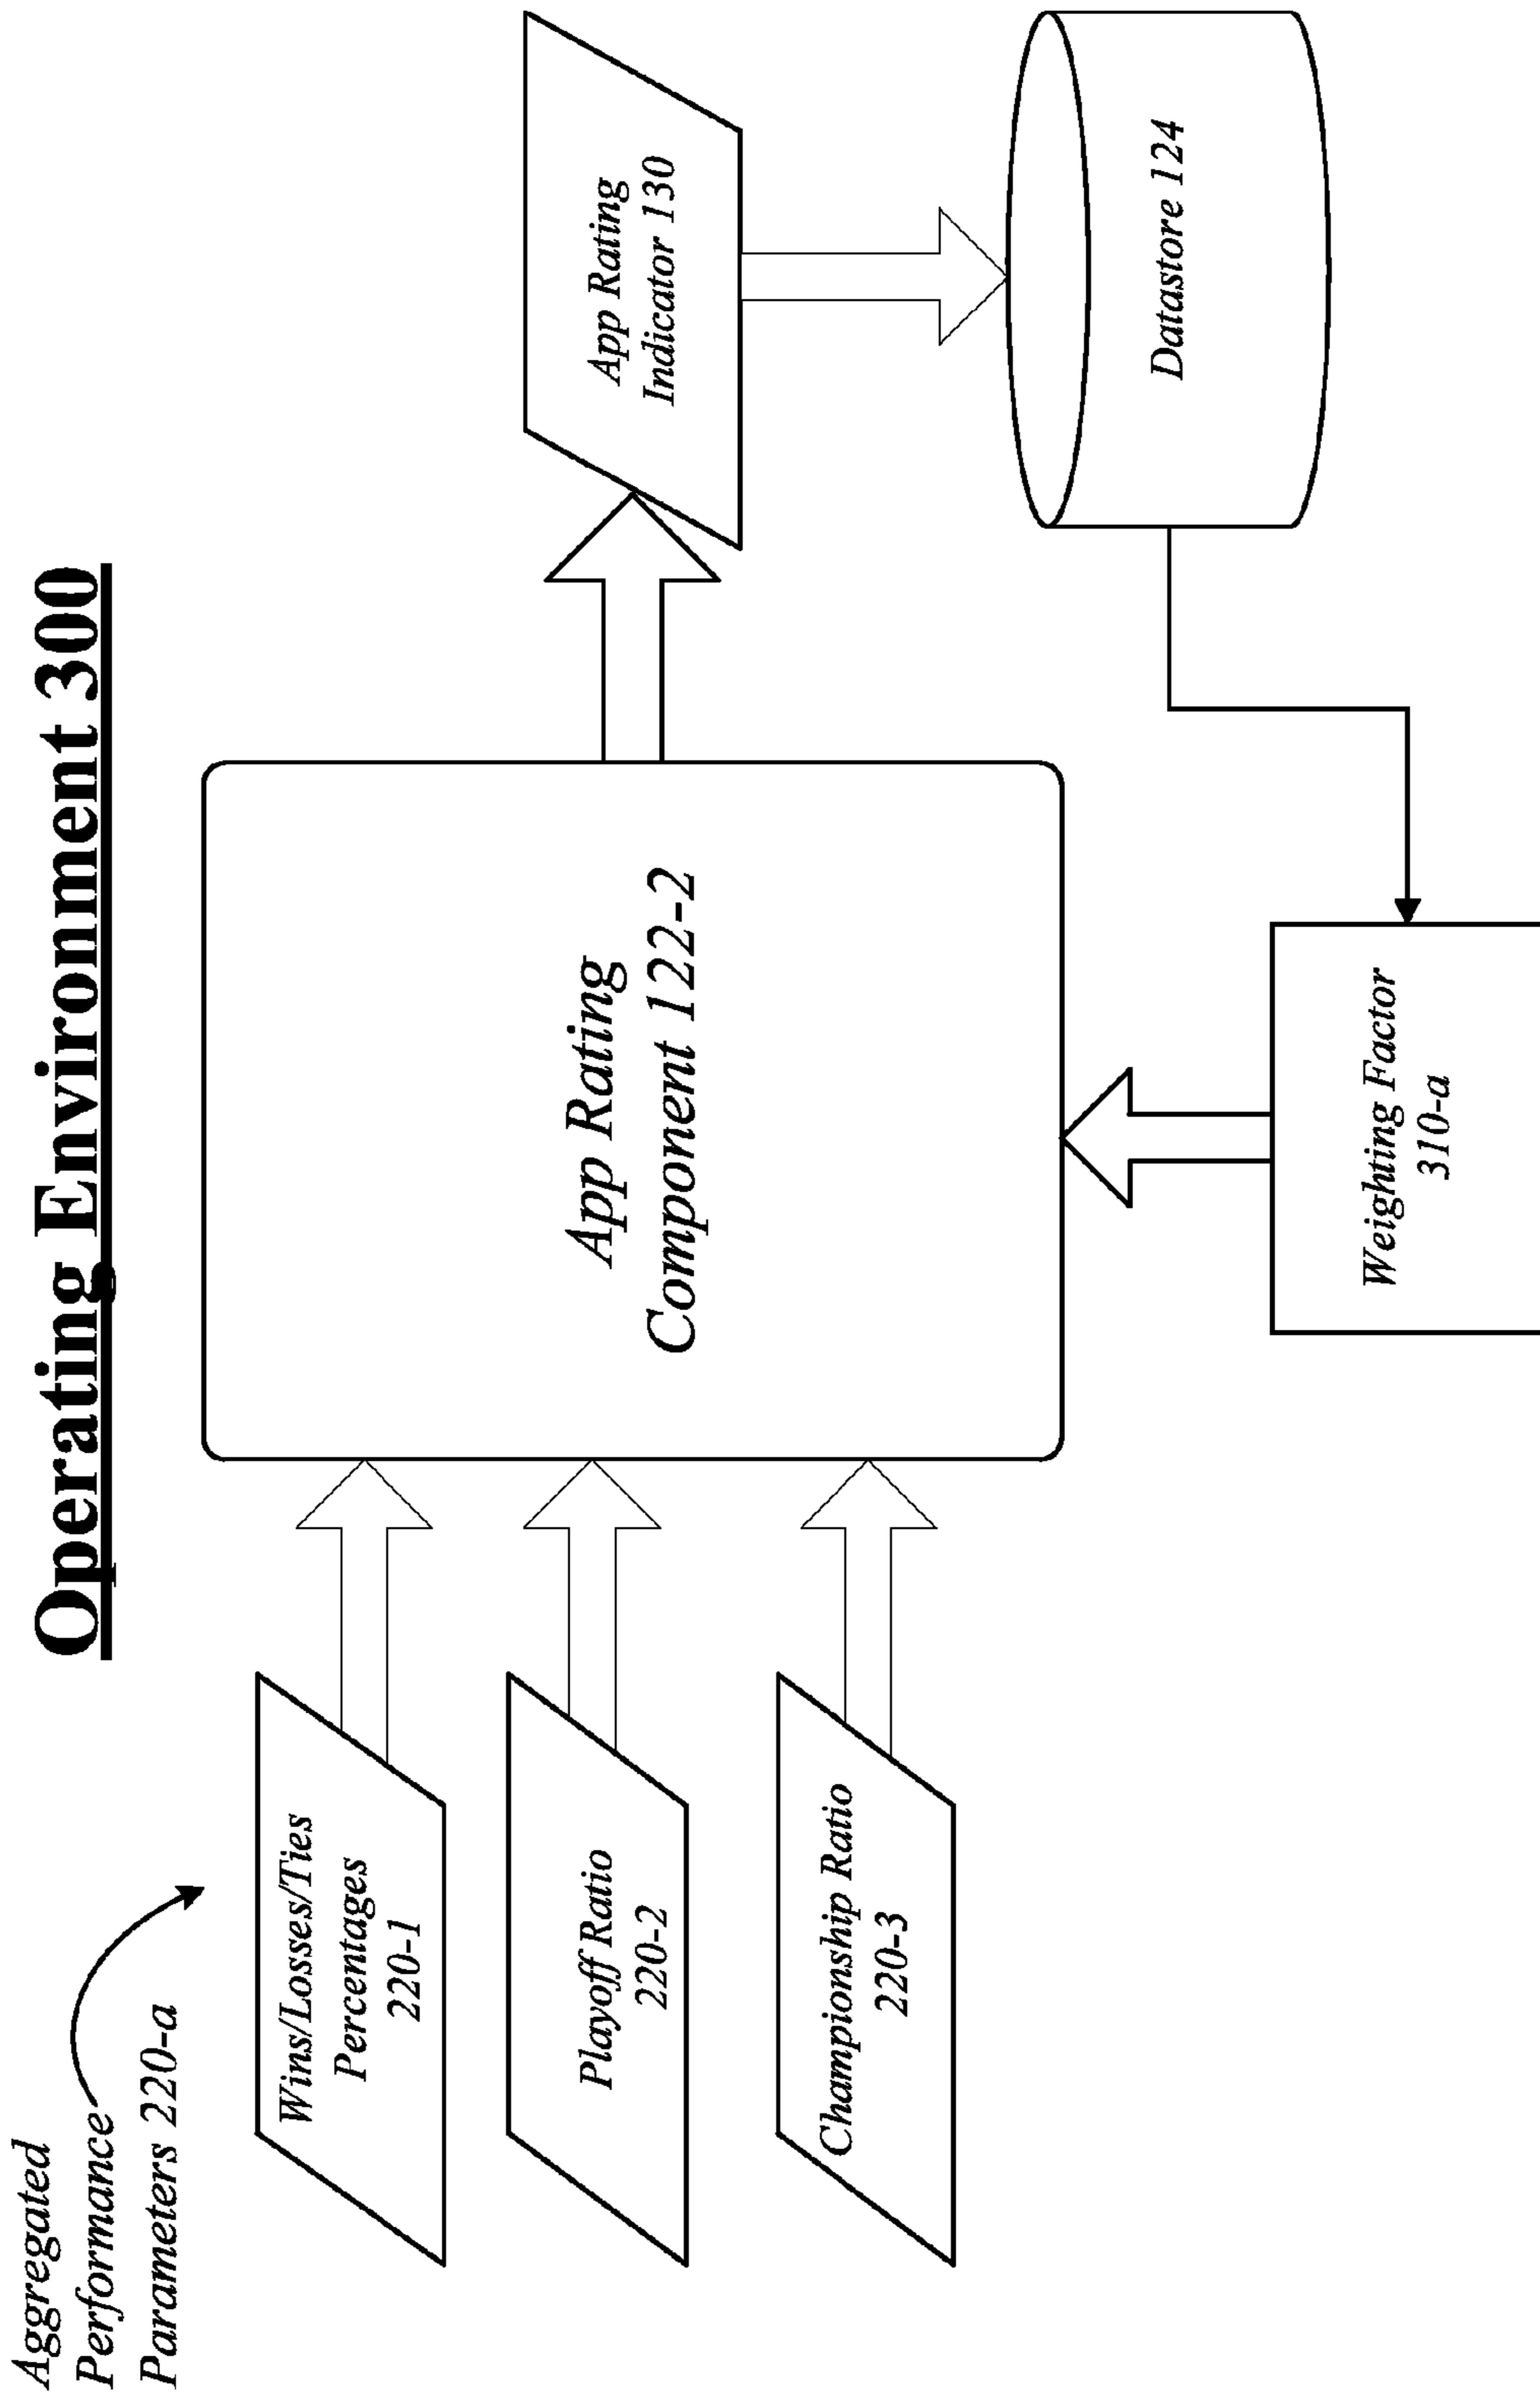 Operating Environment 300
Aggregated
Performance
Parameters 220-a
Wins/Losses/Ties
Percentages
220-1
Playoff Ratio
220-2
Championship Ratio
220-3
App Rating
Component 122-2
App Rating
Indicator 130
Datastore 124
Weighting Factor
310-a